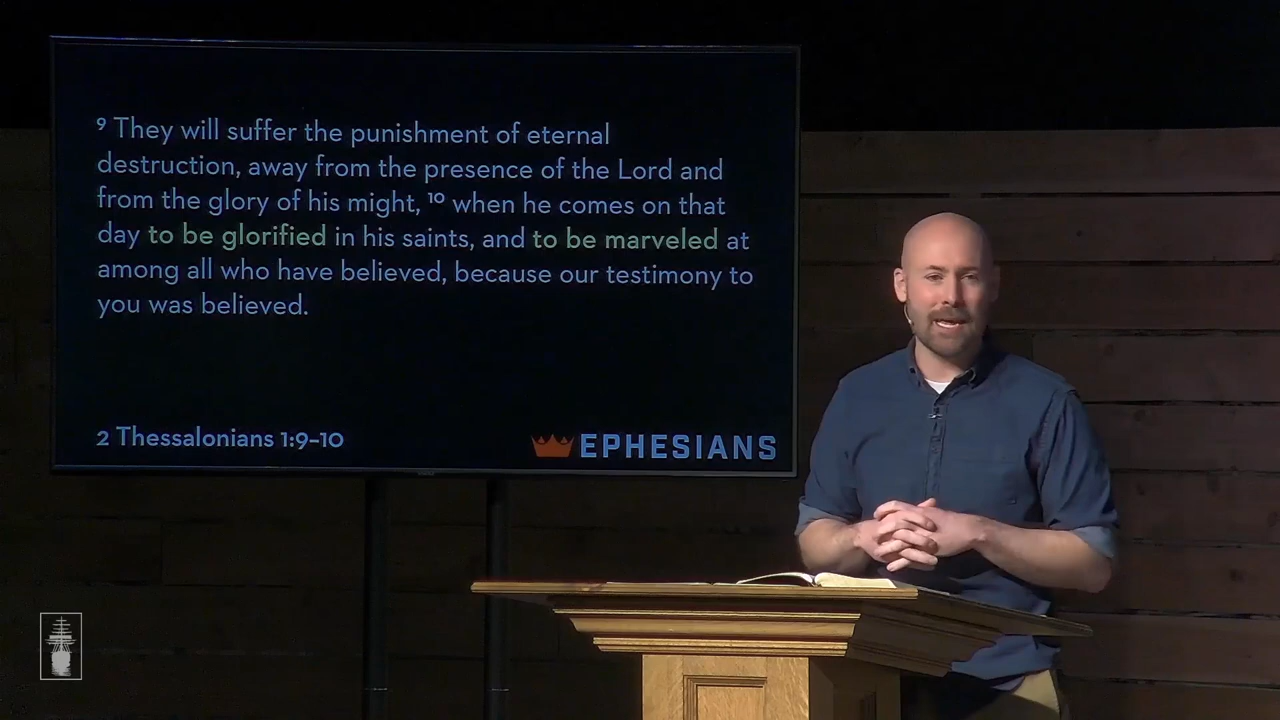 ⁹ They will suffer the punishment of eternal
destruction, away from the presence of the Lord and
from the glory of his might, ¹⁰ when he comes on that
day to be glorified in his saints, and to be marveled at
among all who have believed, because our testimony to
you was believed.
2 Thessalonians 1:9–10
EPHESIANS